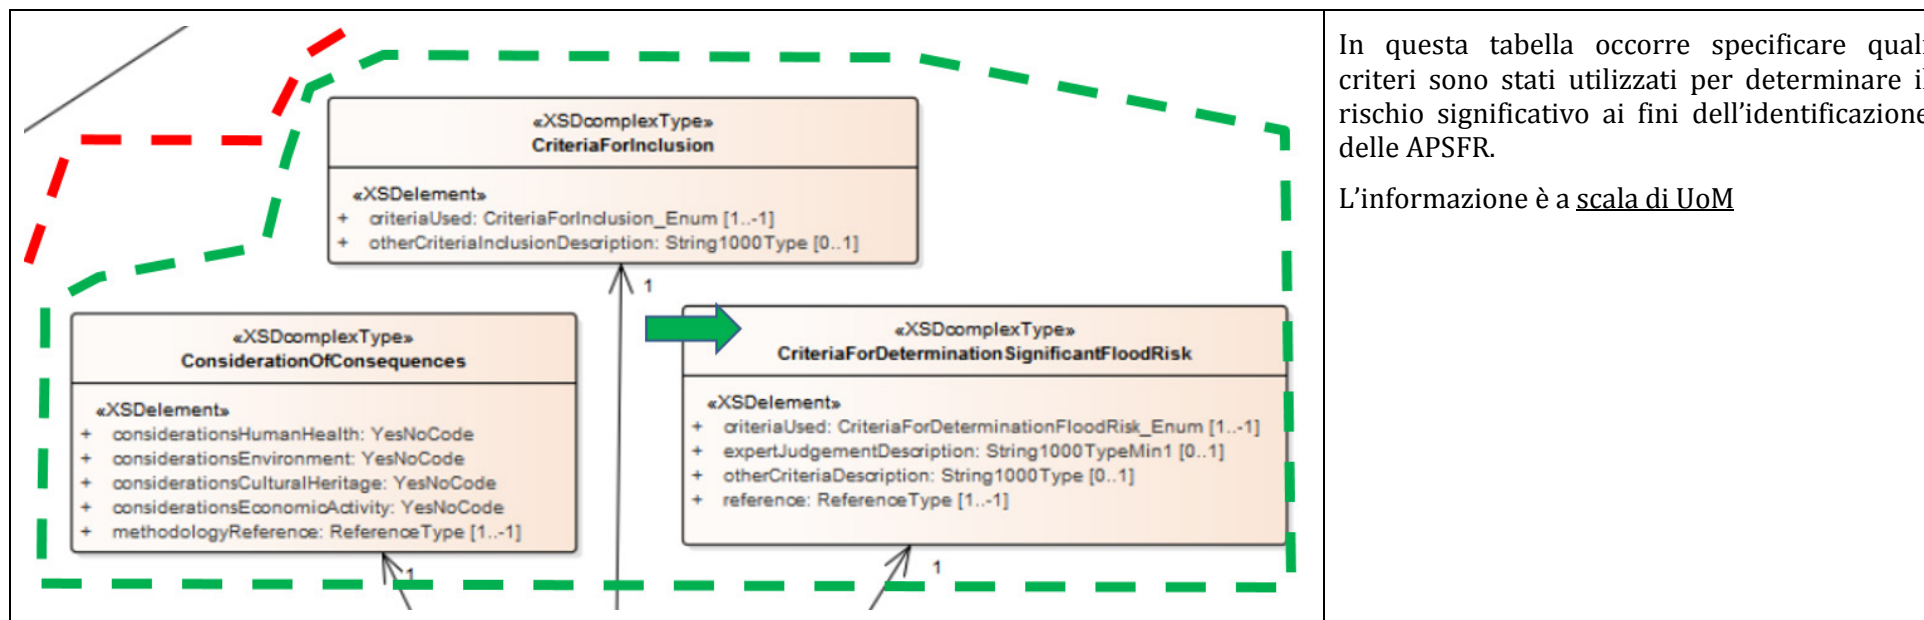 «XSDcomplexType»
CriteriaForInclusion
«XSDelement»
+ criteriaUsed: CriteriaForInclusion_Enum [1..-1]
+ otherCriteriaInclusionDescription: String1000Type [0..1]
1
«XSDcomplexType»
ConsiderationOfConsequences
«XSDelement»
+ considerationsHumanHealth: YesNoCode
+ considerationsEnvironment: YesNoCode
+ considerationsCulturalHeritage: YesNoCode
+ considerationsEconomicActivity: YesNoCode
+ methodologyReference: ReferenceType [1..-1]
1
«XSDcomplexType»
CriteriaForDeterminationSignificantFloodRisk
«XSDelement»
+ criteriaUsed: CriteriaForDeterminationFloodRisk_Enum [1..-1]
+ expertJudgementDescription: String1000TypeMin1 [0..1]
+ otherCriteriaDescription: String1000Type [0..1]
+ reference: ReferenceType [1..-1]
1
In questa tabella occorre specificare quali
criteri sono stati utilizzati per determinare il
rischio significativo ai fini dell'identificazione
delle APSFR.
L'informazione è a scala di UoM